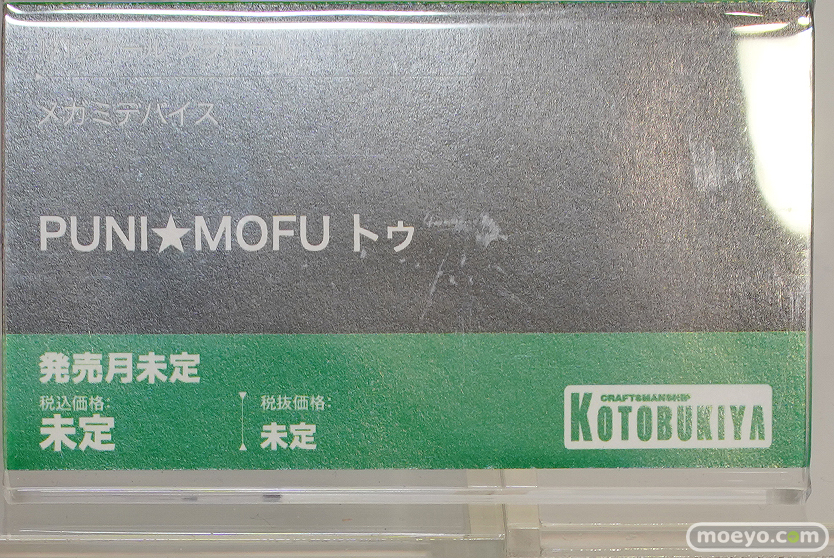 メガミデバイス
PUNI★MOFU トゥ
発売月未定
税込価格:
未定
税抜価格:
未定
CRAFTSMANSHIP
KOTOBUKIYA
moeyo.com